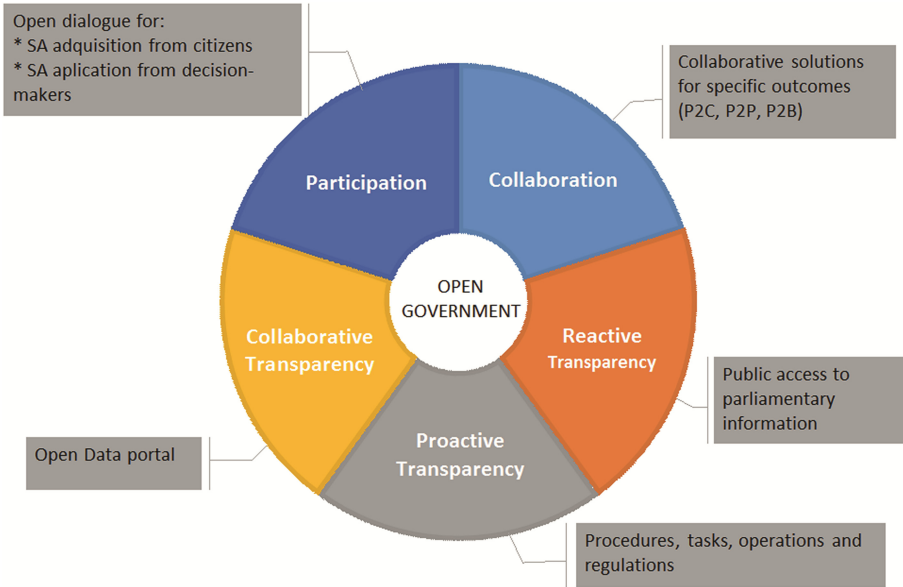 Open dialogue for:
* SA adquisition from citizens
* SA aplication from decision-
makers
Collaborative solutions
for specific outcomes
(P2C, P2P, P2B)
Participation
Collaboration
OPEN
GOVERNMENT
Collaborative
Transparency
Reactive
Transparency
Public access to
parliamentary
information
Proactive
Transparency
Open Data portal
Procedures, tasks, operations and
regulations